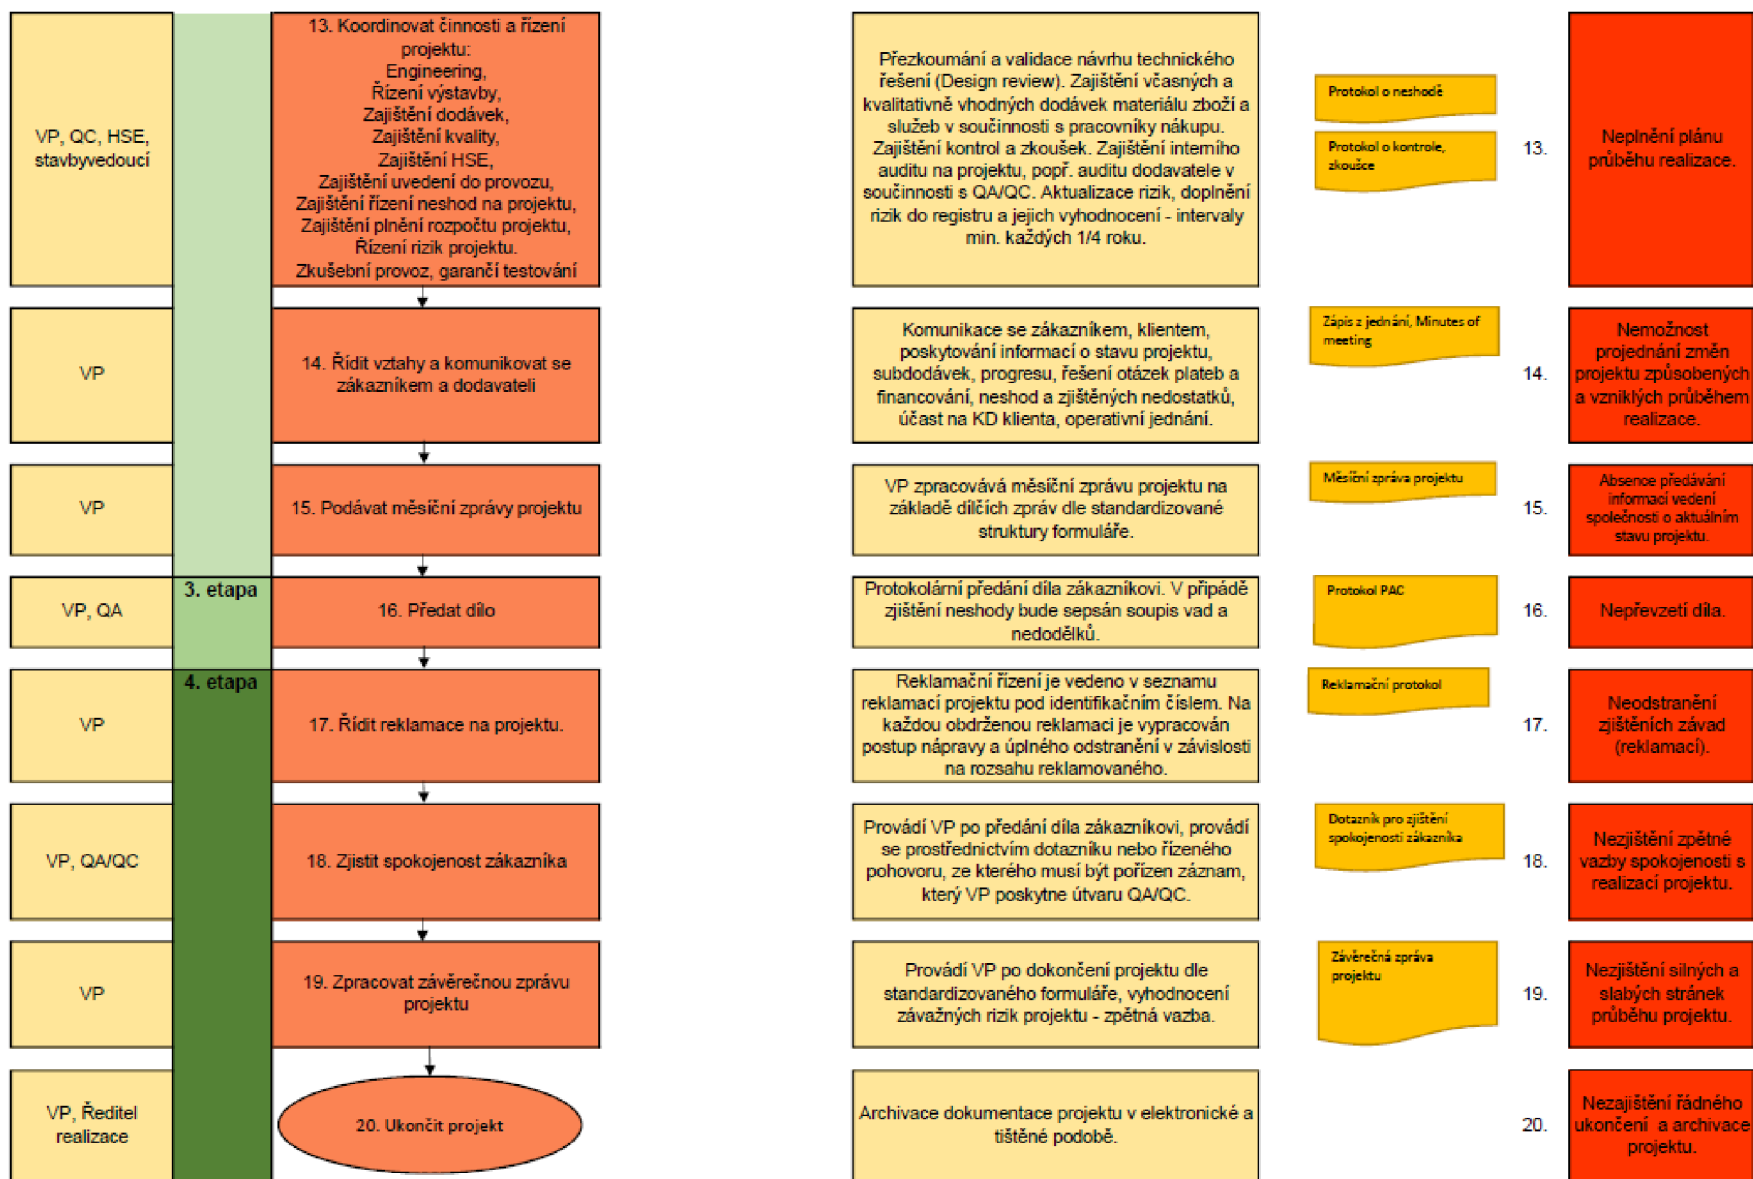 VP, QC, HSE,
stavbyvedoucí
13. Koordinovat činnosti a řízení
projektu:
Engineering,
Řízení výstavby,
Zajištění dodávek,
Zajištění kvality,
Zajištění HSE,
Zajištění uvedení do provozu,
Zajištění řízení neshod na projektu,
Zajištění plnění rozpočtu projektu,
Řízení rizik projektu.
Zkušební provoz, garanční testování
Přezkoumání a validace návrhu technického
řešení (Design review). Zajištění včasných a
kvalitativně vhodných dodávek materiálu zboží a
služeb v součinnosti s pracovníky nákupu.
Zajištění kontrol a zkoušek. Zajištění interního
auditu na projektu, popř. auditu dodavatele v
součinnosti s QA/QC. Aktualizace rizik, doplnění
rizik do registru a jejich vyhodnocení - intervaly
min. každých 1/4 roku.
Protokol o neshodě
Protokol o kontrole,
zkoušce
13.
Neplnění plánu
průběhu realizace.
VP
14. Řídit vztahy a komunikovat se
zákazníkem a dodavateli
Komunikace se zákazníkem, klientem,
poskytování informací o stavu projektu,
subdodávek, progresu, řešení otázek plateb a
financování, neshod a zjištěných nedostatků,
účast na KD klienta, operativní jednání.
Zápis z jednání, Minutes of
meeting
14.
Nemožnost
projednání změn
projektu způsobených
a vzniklých průběhem
realizace.
VP
15. Podávat měsíční zprávy projektu
VP zpracovává měsíční zprávu projektu na
základě dílčích zpráv dle standardizované
struktury formuláře.
Měsíční zpráva projektu
15.
Absence předávání
informací vedení
společnosti o aktuálním
stavu projektu.
VP, QA
3. etapa
16. Předat dílo
Protokolární předání díla zákazníkovi. V připádě
zjištění neshody bude sepsán soupis vad a
nedodělků.
Protokol PAC
16.
Nepřevzetí díla.
VP
4. etapa
17. Řídit reklamace na projektu.
Reklamační řízení je vedeno v seznamu
reklamací projektu pod identifikačním číslem. Na
každou obdrženou reklamaci je vypracován
postup nápravy a úplného odstranění v závislosti
na rozsahu reklamovaného.
Reklamační protokol
17.
Neodstranění
zjištěních závad
(reklamací).
VP, QA/QC
18. Zjistit spokojenost zákazníka
Provádí VP po předání díla zákazníkovi, provádí
se prostřednictvím dotazníku nebo řízeného
pohovoru, ze kterého musí být pořízen záznam,
který VP poskytne útvaru QA/QC.
Dotazník pro zjištění
spokojenosti zákazníka
18.
Nezjištění zpětné
vazby spokojenosti s
realizací projektu.
VP
19. Zpracovat závěrečnou zprávu
projektu
Provádí VP po dokončení projektu dle
standardizovaného formuláře, vyhodnocení
závažných rizik projektu - zpětná vazba.
Závěrečná zpráva
projektu
19.
Nezjištění silných a
slabých stránek
průběhu projektu.
VP, Ředitel
realizace
20. Ukončit projekt
Archivace dokumentace projektu v elektronické a
tištěné podobě.
20.
Nezajištění řádného
ukončení a archivace
projektu.